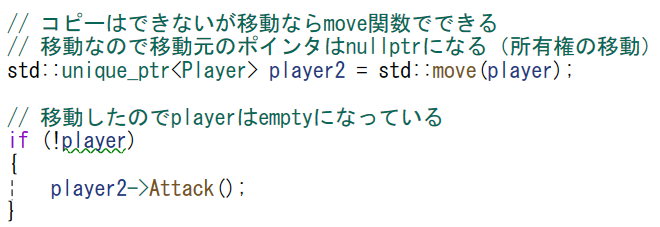 // コピーはできないが移動ならmove関数でできる
// 移動なので移動元のポインタはnullptrになる（所有権の移動）
std::unique_ptr<Player> player2 = std::move(player);
// 移動したのでplayerはemptyになっている
if (!player)
{
    player2->Attack();
}